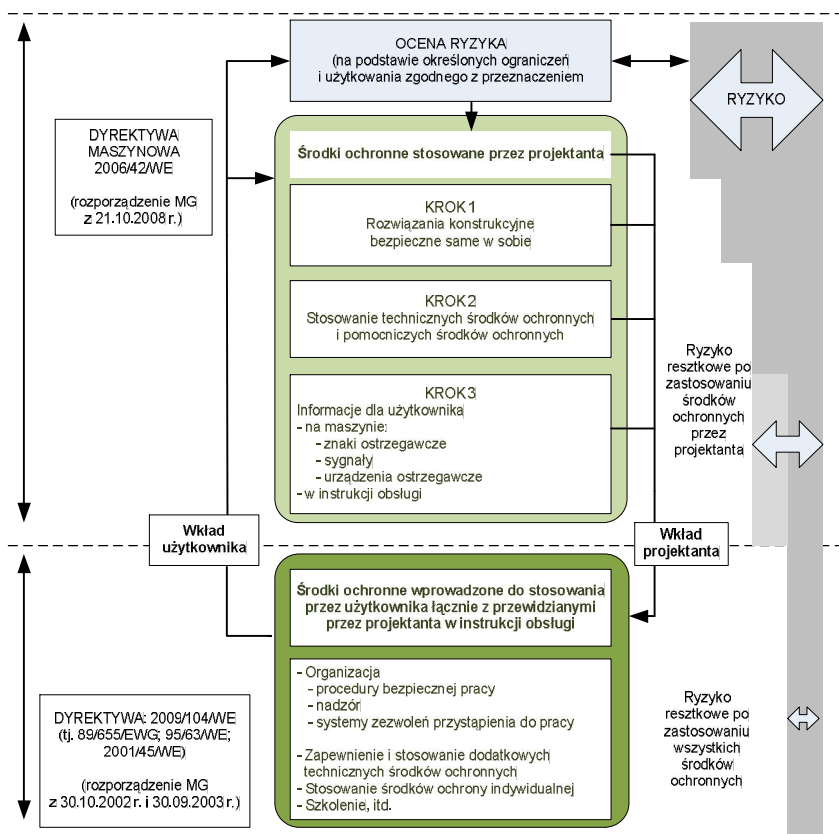 OCENA RYZYKA
(na podstawie określonych ograniczeń
i użytkowania zgodnego z przeznaczeniem
RYZYKO
DYREKTYWA
MASZYNOWA
2006/42/WE
(rozporządzenie MG
z 21.10.2008 r.)
Środki ochronne stosowane przez projektanta
KROK 1
Rozwiązania konstrukcyjne
bezpieczne same w sobie
KROK 2
Stosowanie technicznych środków ochronnych
i pomocniczych środków ochronnych
KROK 3
Informacje dla użytkownika
- na maszynie:
- znaki ostrzegawcze
- sygnały
- urządzenia ostrzegawcze
- w instrukcji obsługi
Ryzyko
resztkowe po
zastosowaniu
środków
ochronnych
przez
projektanta
Wkład
użytkownika
Wkład
projektanta
Środki ochronne wprowadzone do stosowania
przez użytkownika łącznie z przewidzianymi
przez projektanta w instrukcji obsługi
- Organizacja
- procedury bezpiecznej pracy
- nadzór
- systemy zezwoleń przystąpienia do pracy
- Zapewnienie i stosowanie dodatkowych
technicznych środków ochronnych
- Stosowanie środków ochrony indywidualnej
- Szkolenie, itd.
DYREKTYWA: 2009/104/WE
(tj. 89/655/EWG; 95/63/WE;
2001/45/WE)
(rozporządzenie MG
z 30.10.2002 r. i 30.09.2003 r.)
Ryzyko
resztkowe po
zastosowaniu
wszystkich
środków
ochronnych